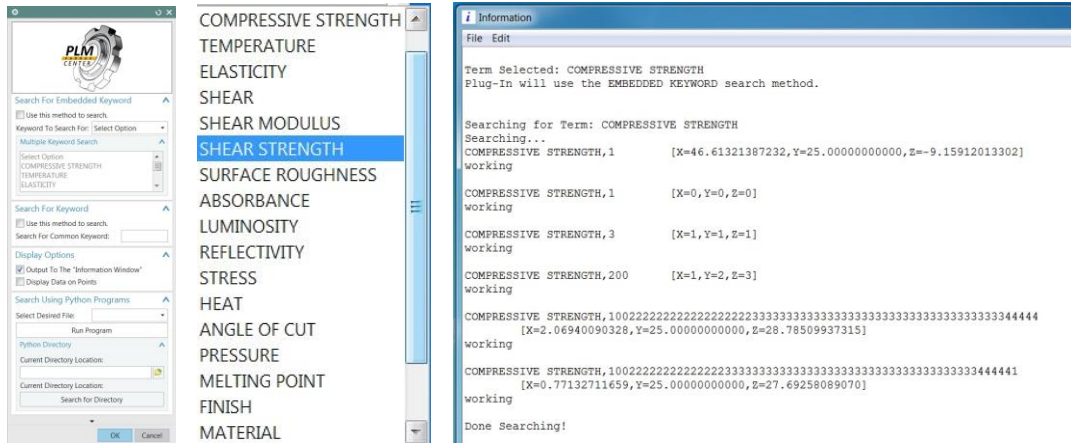 PLM
CENTER
Search For Embedded Keyword
Use this method to search.
Keyword To Search For: Select Option
Multiple Keyword Search
Select Option
COMPRESSIVE STRENGTH
TEMPERATURE
ELASTICITY
Search For Keyword
Use this method to search.
Search For Common Keyword:
Display Options
Output To The "Information Window"
Display Data on Points
Search Using Python Programs
Select Desired File:
Run Program
Python Directory
Current Directory Location:
Current Directory Location:
Search for Directory
OK Cancel
COMPRESSIVE STRENGTH
TEMPERATURE
ELASTICITY
SHEAR
SHEAR MODULUS
SHEAR STRENGTH
SURFACE ROUGHNESS
ABSORBANCE
LUMINOSITY
REFLECTIVITY
STRESS
HEAT
ANGLE OF CUT
PRESSURE
MELTING POINT
FINISH
MATERIAL
Information
File Edit
Term Selected: COMPRESSIVE STRENGTH
Plug-In will use the EMBEDDED KEYWORD search method.
Searching for Term: COMPRESSIVE STRENGTH
Searching...
COMPRESSIVE STRENGTH,1 [X=46.61321387232,Y=25.00000000000,Z=-9.15912013302]
working
COMPRESSIVE STRENGTH,1 [X=0,Y=0,Z=0]
working
COMPRESSIVE STRENGTH,3 [X=1,Y=1,Z=1]
working
COMPRESSIVE STRENGTH,200 [X=1,Y=2,Z=3]
working
COMPRESSIVE STRENGTH,
[X=2.06940090328,Y=25.00000000000,Z=28.78509937315]
working
COMPRESSIVE STRENGTH,
[X=0.77132711659,Y=25.00000000000,Z=27.69258089070]
working
Done Searching!